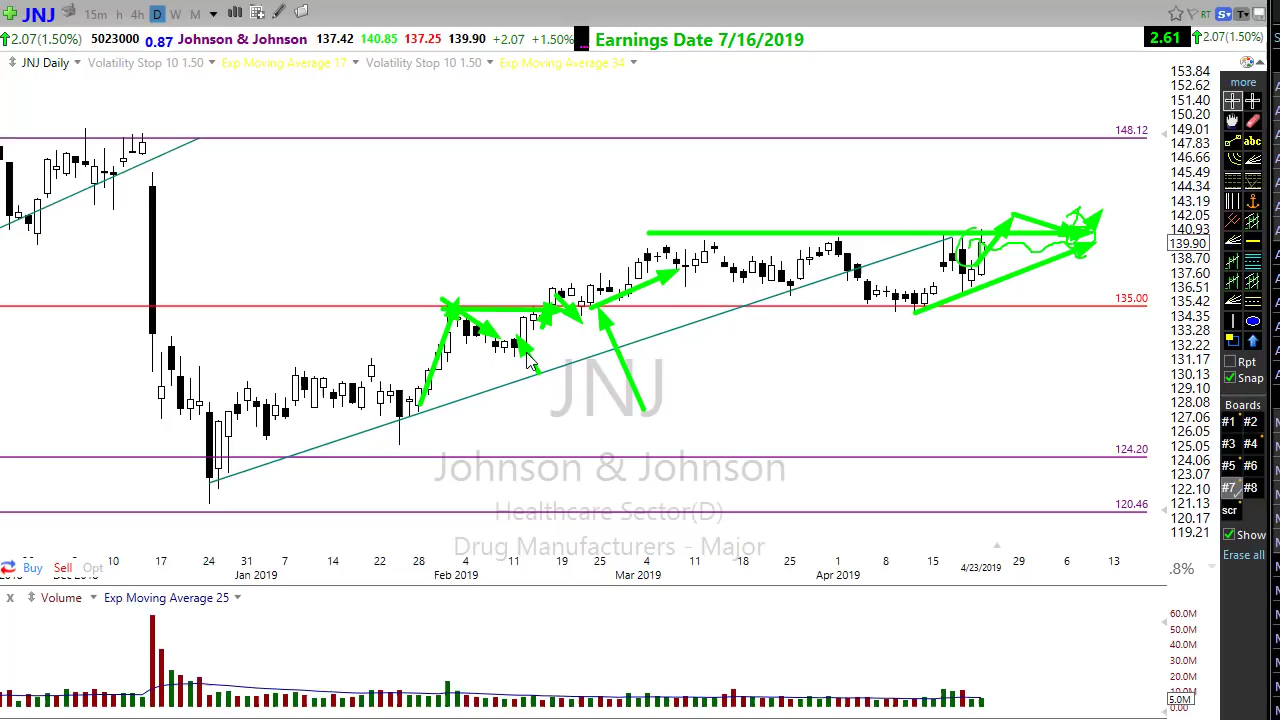 JNJ 15m h 4h D W M RT S T
2.07(1.50%) 5023000 0.87 Johnson & Johnson 137.42 140.85 137.25 139.90 +2.07 +1.50% Earnings Date 7/16/2019 2.61 2.07(1.50%)
JNJ Daily Volatility Stop 10 1.50 Exp Moving Average 17 Volatility Stop 10 1.50 Exp Moving Average 34
153.84
152.62
151.40
150.20
149.01
147.83
146.66
145.49
144.34
143.19
142.05
140.93
139.90
138.70
137.60
136.51
135.42
134.35
133.28
132.22
131.17
130.13
129.10
128.08
127.06
126.05
125.05
124.06
123.07
122.10
121.13
120.17
119.21
148.12
135.00
124.20
120.46
JNJ
Johnson & Johnson
Healthcare Sector(D)
Drug Manufacturers - Major
more
abc
Rpt
Snap
Boards
#1 #2
#3 #4
#5 #6
#7 #8
scr
Show
Erase all
10 17 24 7 14 22 28 4 11 19 25 4 11 18 25 8 15 29 6 13
Jan 2019 Feb 2019 Mar 2019 Apr 2019 4/23/2019
Buy Sell Opt
.8%
x Volume Exp Moving Average 25
60.0M
50.0M
40.0M
30.0M
20.0M
5.0M